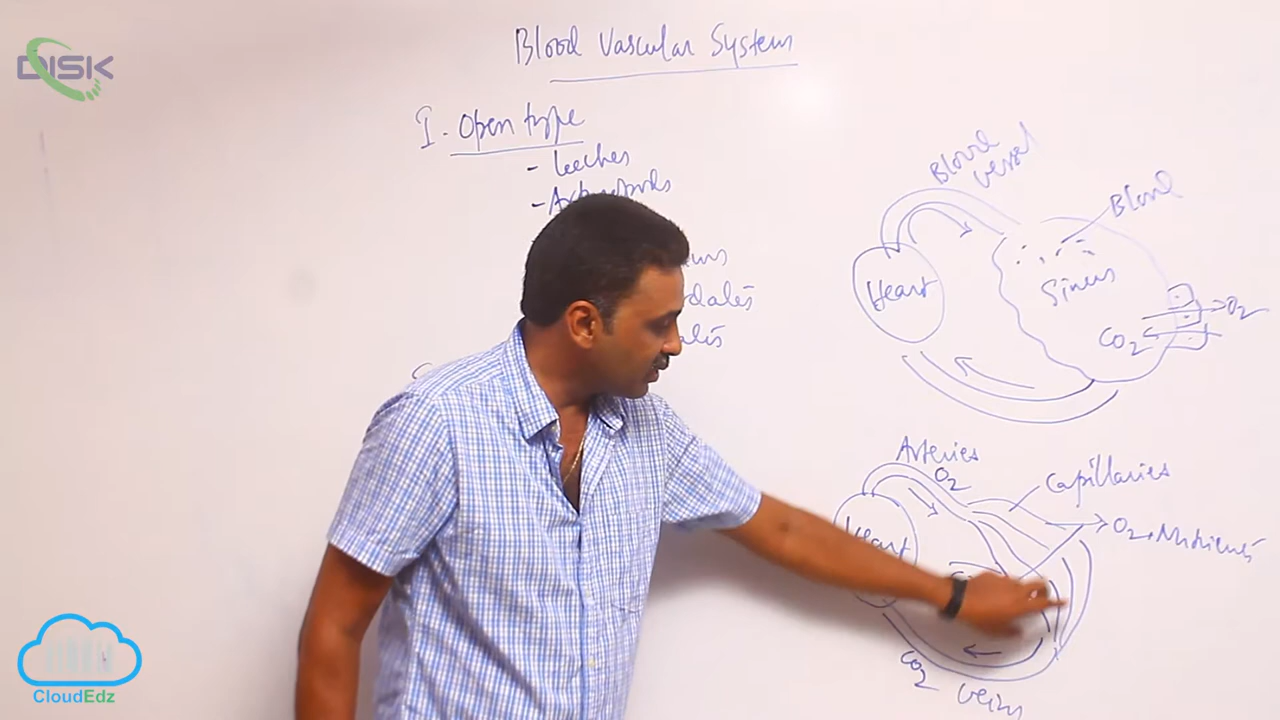 DISK
Blood Vascular System
I. Open type
- Leeches
Blood
vessel
Blood
Heart
Sinus
O2
CO2
Arteries
O2
Capillaries
Heart
O2, Nutrients
CO2
Veins
CloudEdz